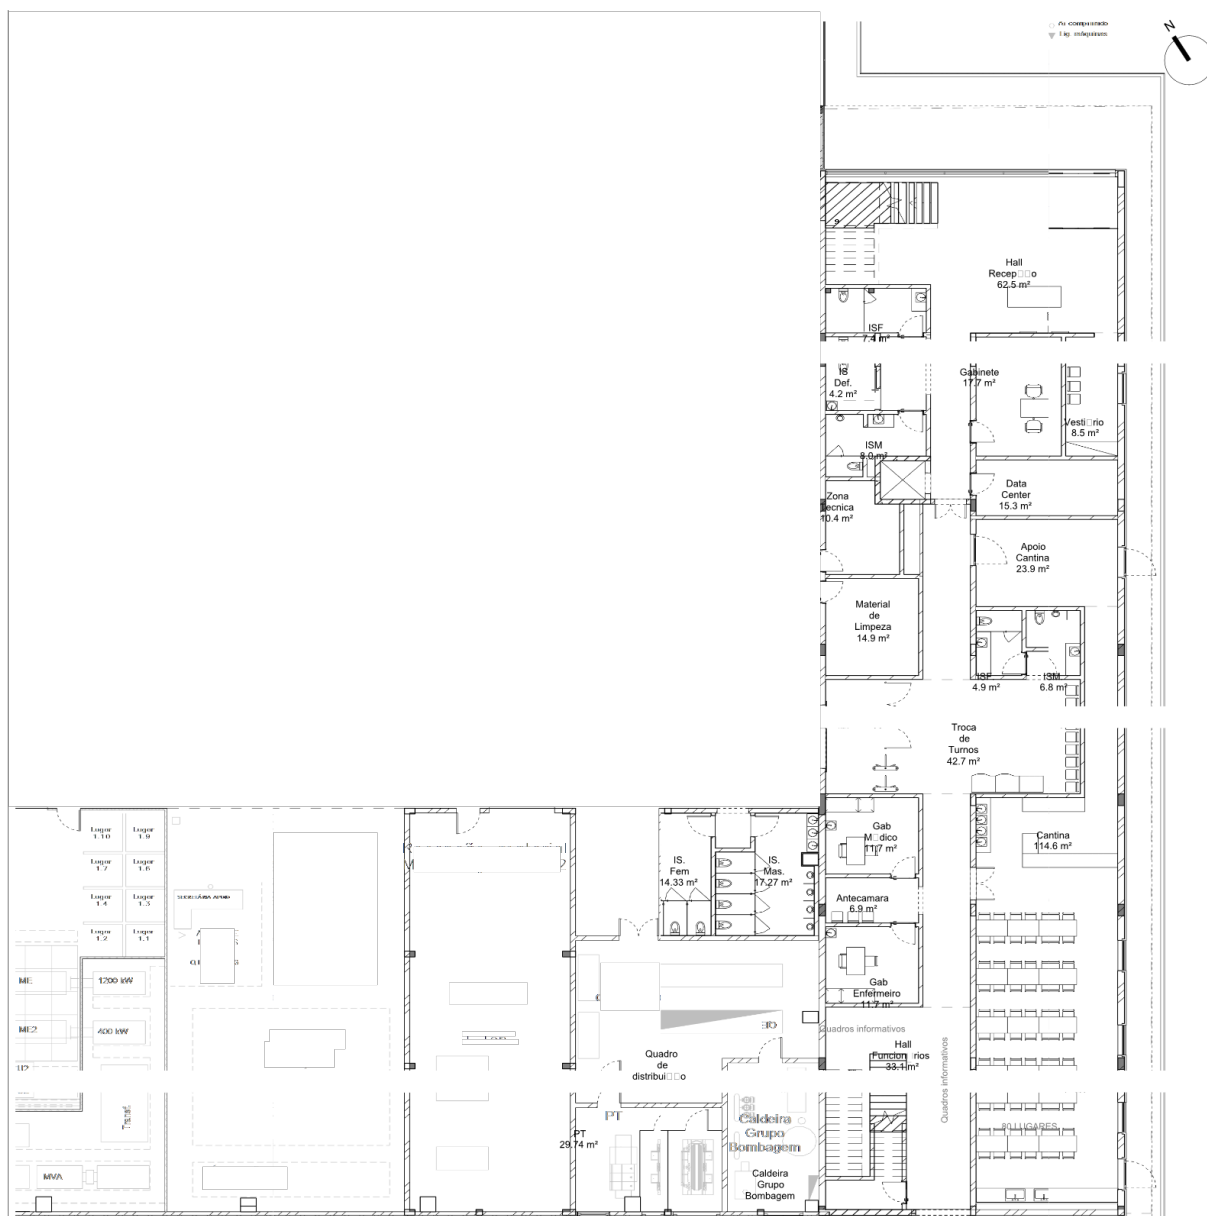 Ar comprimido
Lig. máquinas
N
Hall
Recep□□o
62.5 m²
ISF
7.4 m²
IS
Def.
4.2 m²
Gabinete
17.7 m²
Vesti□rio
8.5 m²
ISM
8.0 m²
Data
Center
15.3 m²
Zona
10.4 m²
Apoio
Cantina
23.9 m²
Material
de
Limpeza
14.9 m²
ISF
4.9 m²
ISM
6.8 m²
Troca
de
Turnos
42.7 m²
Gab
M□dico
11.7 m²
Cantina
114.6 m²
Antecamara
6.9 m²
Gab
Enfermeiro
11.7 m²
Quadros informativos
Hall
Funcion□rios
33.1 m²
Quadros informativos
80 LUGARES
IS.
Fem
14.33 m²
IS.
Mas.
17.27 m²
Lugar
1.10
Lugar
1.9
Lugar
1.7
Lugar
1.6
Lugar
1.4
Lugar
1.3
Lugar
1.2
Lugar
1.1
SECRETÁRIA APOIO
ME
1200 kW
ME2
400 kW
Transf.
MVA
Quadro
de
distribui□□o
PT
PT
29.74 m²
Caldeira
Grupo
Bombagem
Caldeira
Grupo
Bombagem